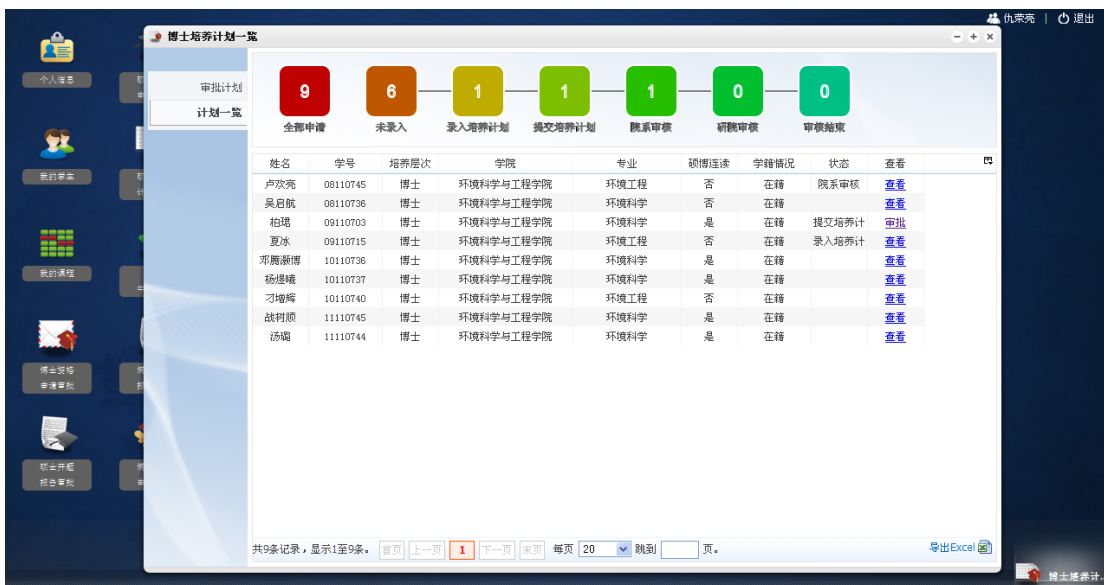 仇荣亮 | 退出
博士培养计划一览
个人信息
我的学生
我的课程
博士资格
申请审批
硕士开题
报告审批
审批计划
计划一览
9 6 1 1 1 0 0
全部申请 未录入 录入培养计划 提交培养计划 院系审核 研院审核 审核结束
姓名 学号 培养层次 学院 专业 硕博连读 学籍情况 状态 查看
卢欢亮 08110745 博士 环境科学与工程学院 环境工程 否 在籍 院系审核 查看
吴启航 08110736 博士 环境科学与工程学院 环境科学 否 在籍 查看
柏珺 09110703 博士 环境科学与工程学院 环境科学 是 在籍 提交培养计 审批
夏冰 09110715 博士 环境科学与工程学院 环境工程 否 在籍 录入培养计 查看
邓腾灏博 10110736 博士 环境科学与工程学院 环境科学 是 在籍 查看
杨煜曦 10110737 博士 环境科学与工程学院 环境科学 是 在籍 查看
刁增辉 10110740 博士 环境科学与工程学院 环境工程 否 在籍 查看
战树顺 11110745 博士 环境科学与工程学院 环境科学 是 在籍 查看
汤璐 11110744 博士 环境科学与工程学院 环境科学 是 在籍 查看
共9条记录，显示1至9条。 首页 上一页 1 下一页 末页 每页 20 跳到 页。
导出Excel
博士培养计